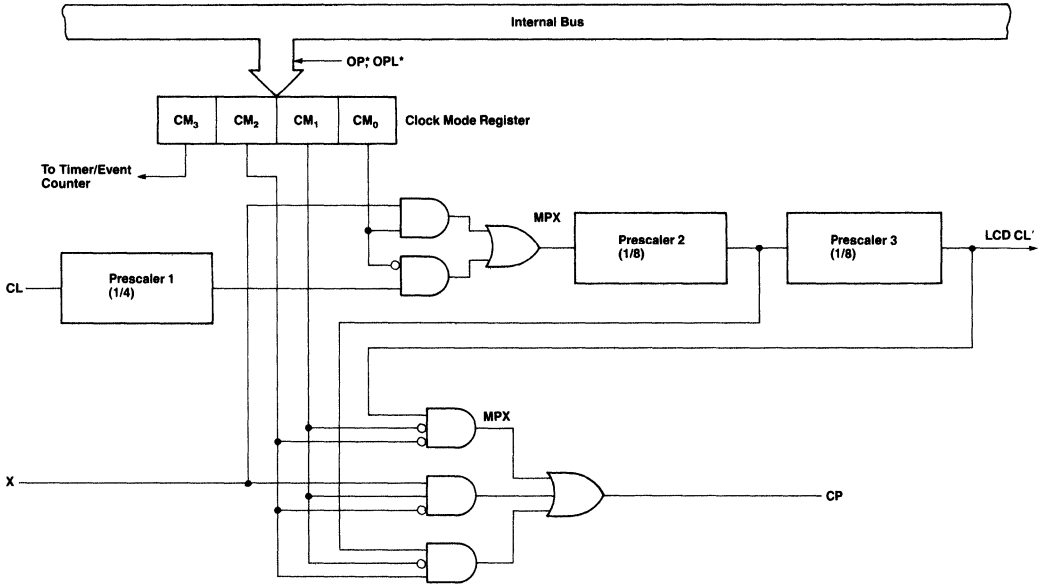 Internal Bus
OP,* OPL*
CM3 CM2 CM1 CM0 Clock Mode Register
To Timer/Event
Counter
MPX
Prescaler 2
(1/8)
Prescaler 3
(1/8)
LCD CL′
CL
Prescaler 1
(1/4)
MPX
X
CP